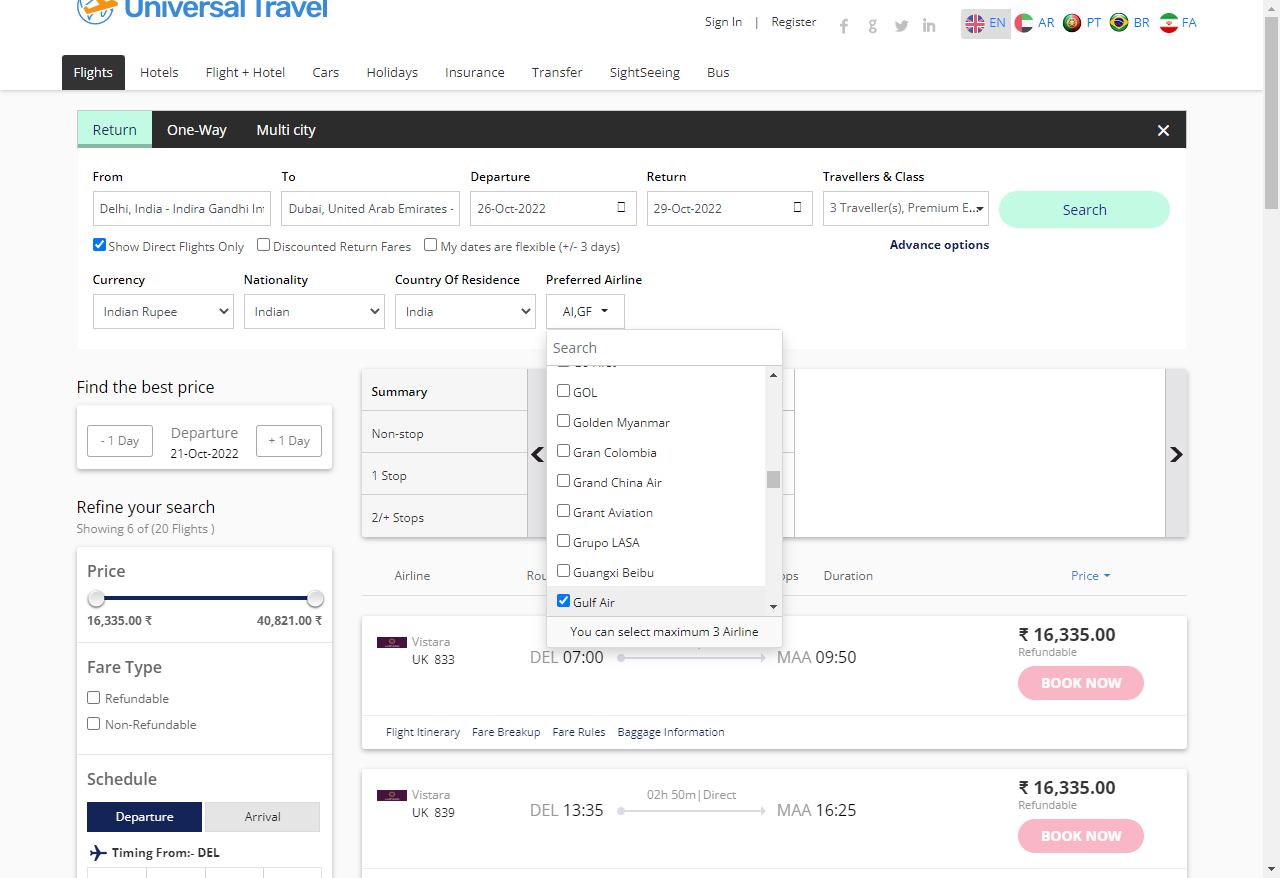 Universal Travel
Sign In | Register
EN AR PT BR FA
Flights Hotels Flight + Hotel Cars Holidays Insurance Transfer SightSeeing Bus
Return One-Way Multi city
From To Departure Return Travellers & Class
Delhi, India - Indira Gandhi In Dubai, United Arab Emirates - 26-Oct-2022 29-Oct-2022 3 Traveller(s), Premium E... Search
Show Direct Flights Only Discounted Return Fares My dates are flexible (+/- 3 days) Advance options
Currency Nationality Country Of Residence Preferred Airline
Indian Rupee Indian India AI,GF
Search
GOL
Golden Myanmar
Gran Colombia
Grand China Air
Grant Aviation
Grupo LASA
Guangxi Beibu
Gulf Air
You can select maximum 3 Airline
Find the best price
- 1 Day Departure + 1 Day
21-Oct-2022
Summary
Non-stop
1 Stop
2/+ Stops
Refine your search
Showing 6 of (20 Flights )
Price
16,335.00 ₹ 40,821.00 ₹
Fare Type
Refundable
Non-Refundable
Schedule
Departure Arrival
Timing From:- DEL
Airline Duration Price
Vistara
UK 833
DEL 07:00 MAA 09:50
₹ 16,335.00
Refundable
BOOK NOW
Flight Itinerary Fare Breakup Fare Rules Baggage Information
Vistara
UK 839
02h 50m|Direct
DEL 13:35 MAA 16:25
₹ 16,335.00
Refundable
BOOK NOW